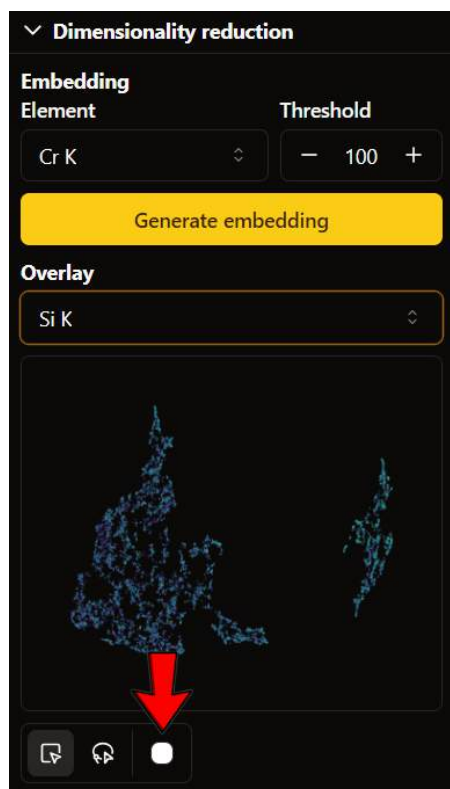 Dimensionality reduction
Embedding
Element Threshold
Cr K − 100 +
Generate embedding
Overlay
Si K